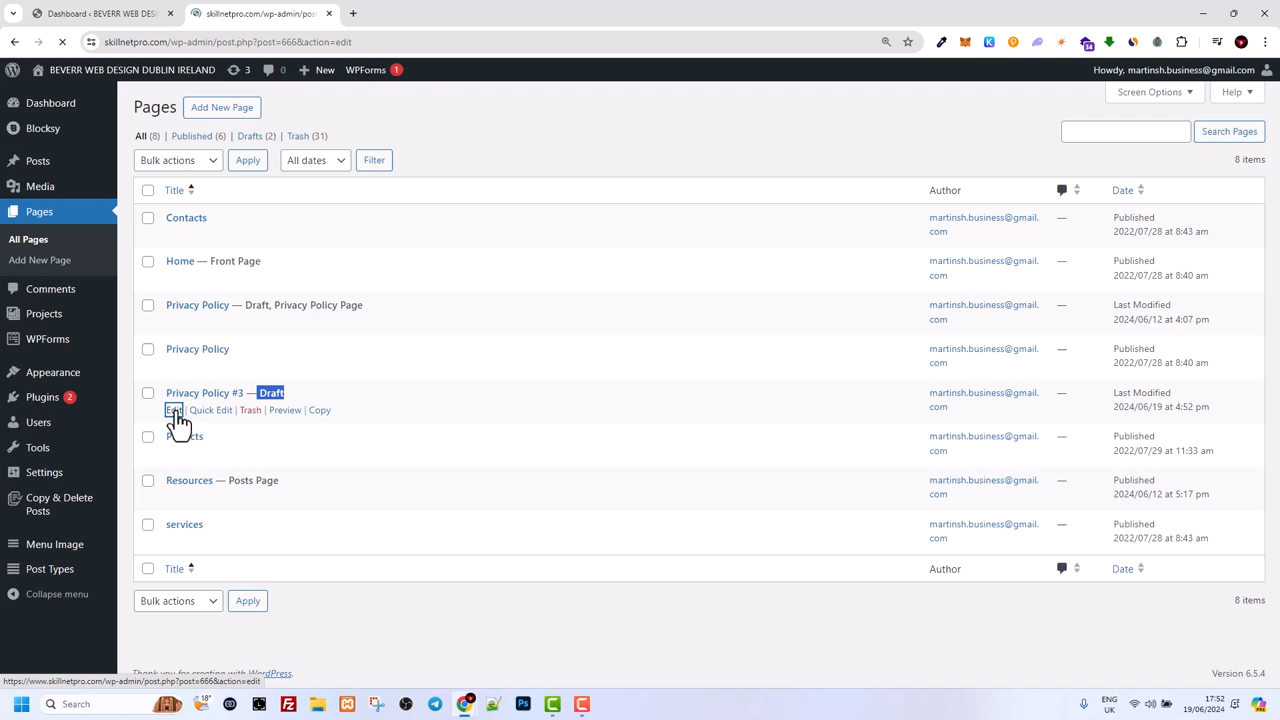 Dashboard ‹ BEVERR WEB DESI
skillnetpro.com/wp-admin/pos
skillnetpro.com/wp-admin/post.php?post=666&action=edit
14
BEVERR WEB DESIGN DUBLIN IRELAND
3
0
New
WPForms 1
Howdy, martinsh.business@gmail.com
Dashboard
Blocksy
Posts
Media
Pages
All Pages
Add New Page
Comments
Projects
WPForms
Appearance
Plugins 2
Users
Tools
Settings
Copy & Delete
Posts
Menu Image
Post Types
Collapse menu
Pages
Add New Page
Screen Options
Help
All (8) | Published (6) | Drafts (2) | Trash (31)
Search Pages
Bulk actions
Apply
All dates
Filter
8 items
Title
Author
Date
Contacts
martinsh.business@gmail.
com
—
Published
2022/07/28 at 8:43 am
Home — Front Page
martinsh.business@gmail.
com
—
Published
2022/07/28 at 8:40 am
Privacy Policy — Draft, Privacy Policy Page
martinsh.business@gmail.
com
—
Last Modified
2024/06/12 at 4:07 pm
Privacy Policy
martinsh.business@gmail.
com
—
Published
2022/07/28 at 8:40 am
Privacy Policy #3 — Draft
Edit | Quick Edit | Trash | Preview | Copy
martinsh.business@gmail.
com
—
Last Modified
2024/06/19 at 4:52 pm
martinsh.business@gmail.
com
—
Published
2022/07/29 at 11:33 am
Resources — Posts Page
martinsh.business@gmail.
com
—
Published
2024/06/12 at 5:17 pm
services
martinsh.business@gmail.
com
—
Published
2022/07/28 at 8:43 am
Title
Author
Date
Bulk actions
Apply
8 items
Thank you for creating with WordPress.
Version 6.5.4
https://www.skillnetpro.com/wp-admin/post.php?post=666&action=edit
Search
18°
ENG
UK
17:52
19/06/2024